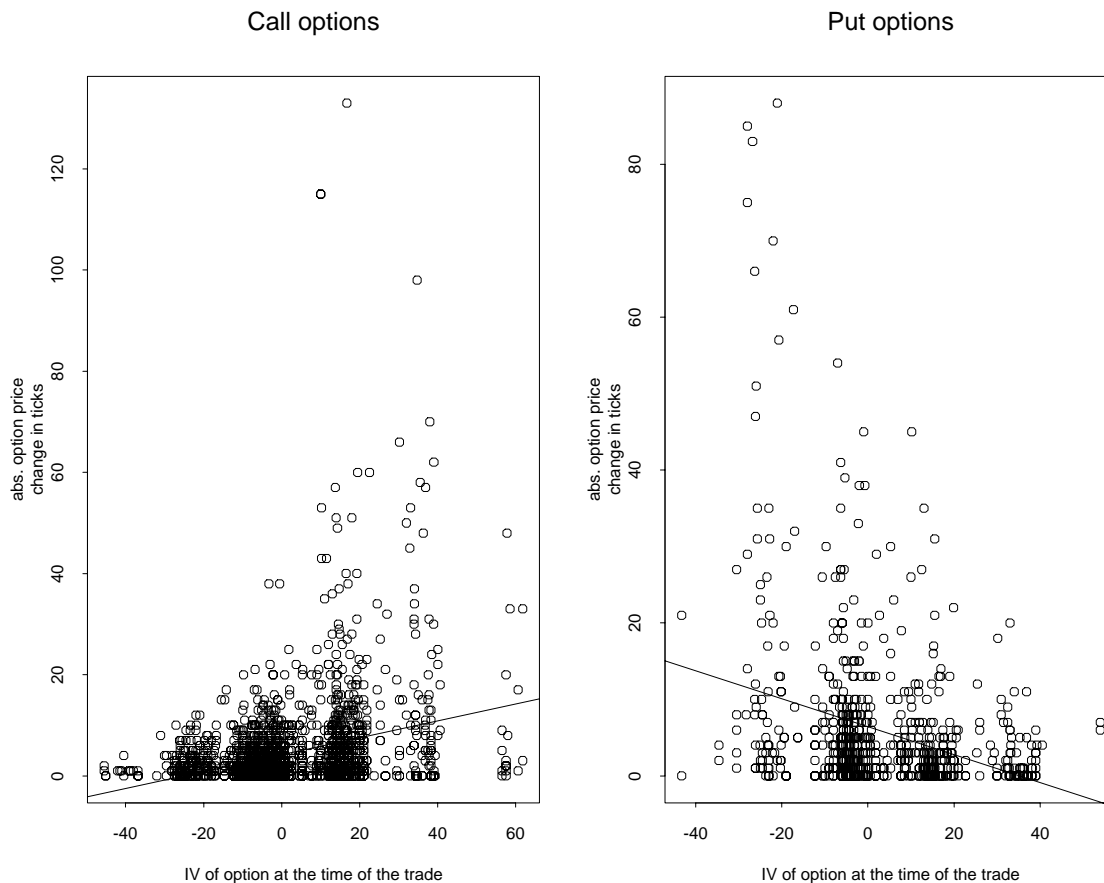 Call options
Put options
abs. option price
change in ticks
0
20
40
60
80
100
120
-40
-20
0
20
40
60
IV of option at the time of the trade
abs. option price
change in ticks
0
20
40
60
80
-40
-20
0
20
40
IV of option at the time of the trade